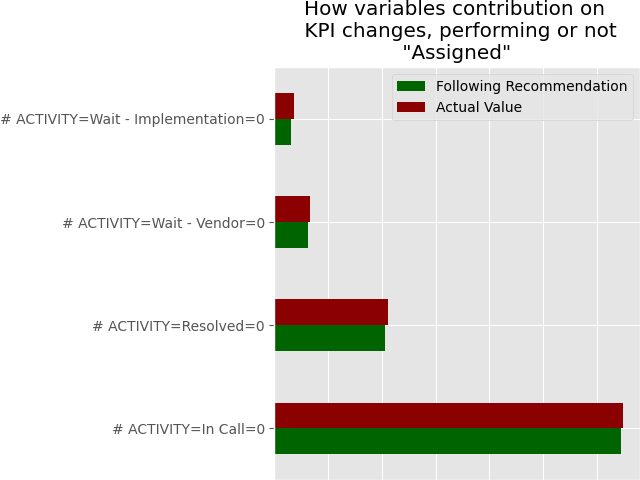 How variables contribution on
KPI changes, performing or not
"Assigned"
Following Recommendation
Actual Value
# ACTIVITY=Wait - Implementation=0
# ACTIVITY=Wait - Vendor=0
# ACTIVITY=Resolved=0
# ACTIVITY=In Call=0